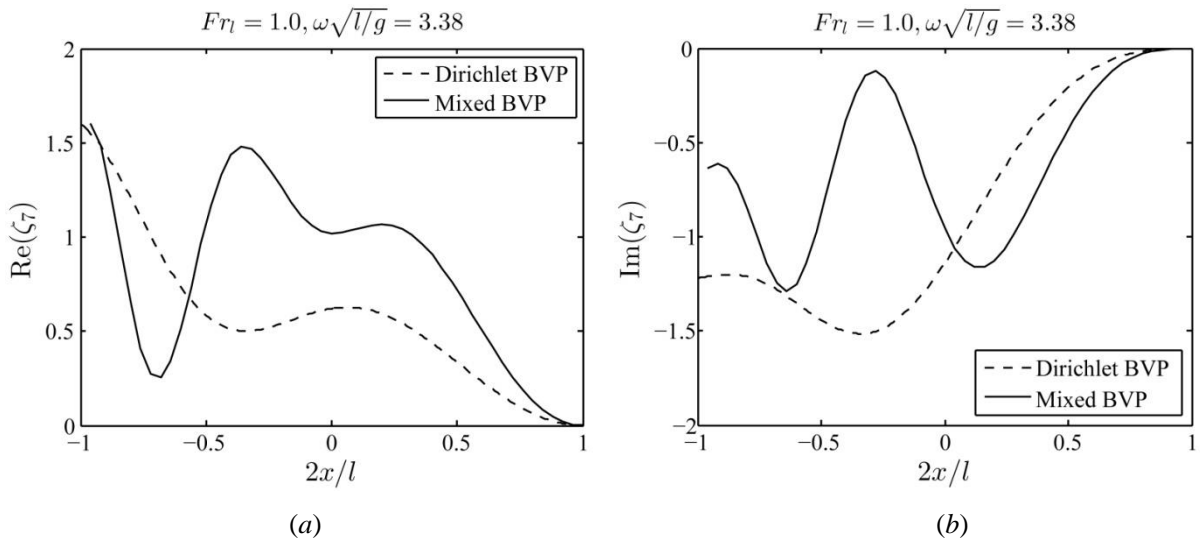 Fr_l = 1.0, ω√(l/g) = 3.38
Re(ζ₇)
2
1.5
1
0.5
0
−1
−0.5
0
0.5
1
2x/l
Dirichlet BVP
Mixed BVP
(a)
Fr_l = 1.0, ω√(l/g) = 3.38
Im(ζ₇)
0
−0.5
−1
−1.5
−2
−1
−0.5
0
0.5
1
2x/l
Dirichlet BVP
Mixed BVP
(b)